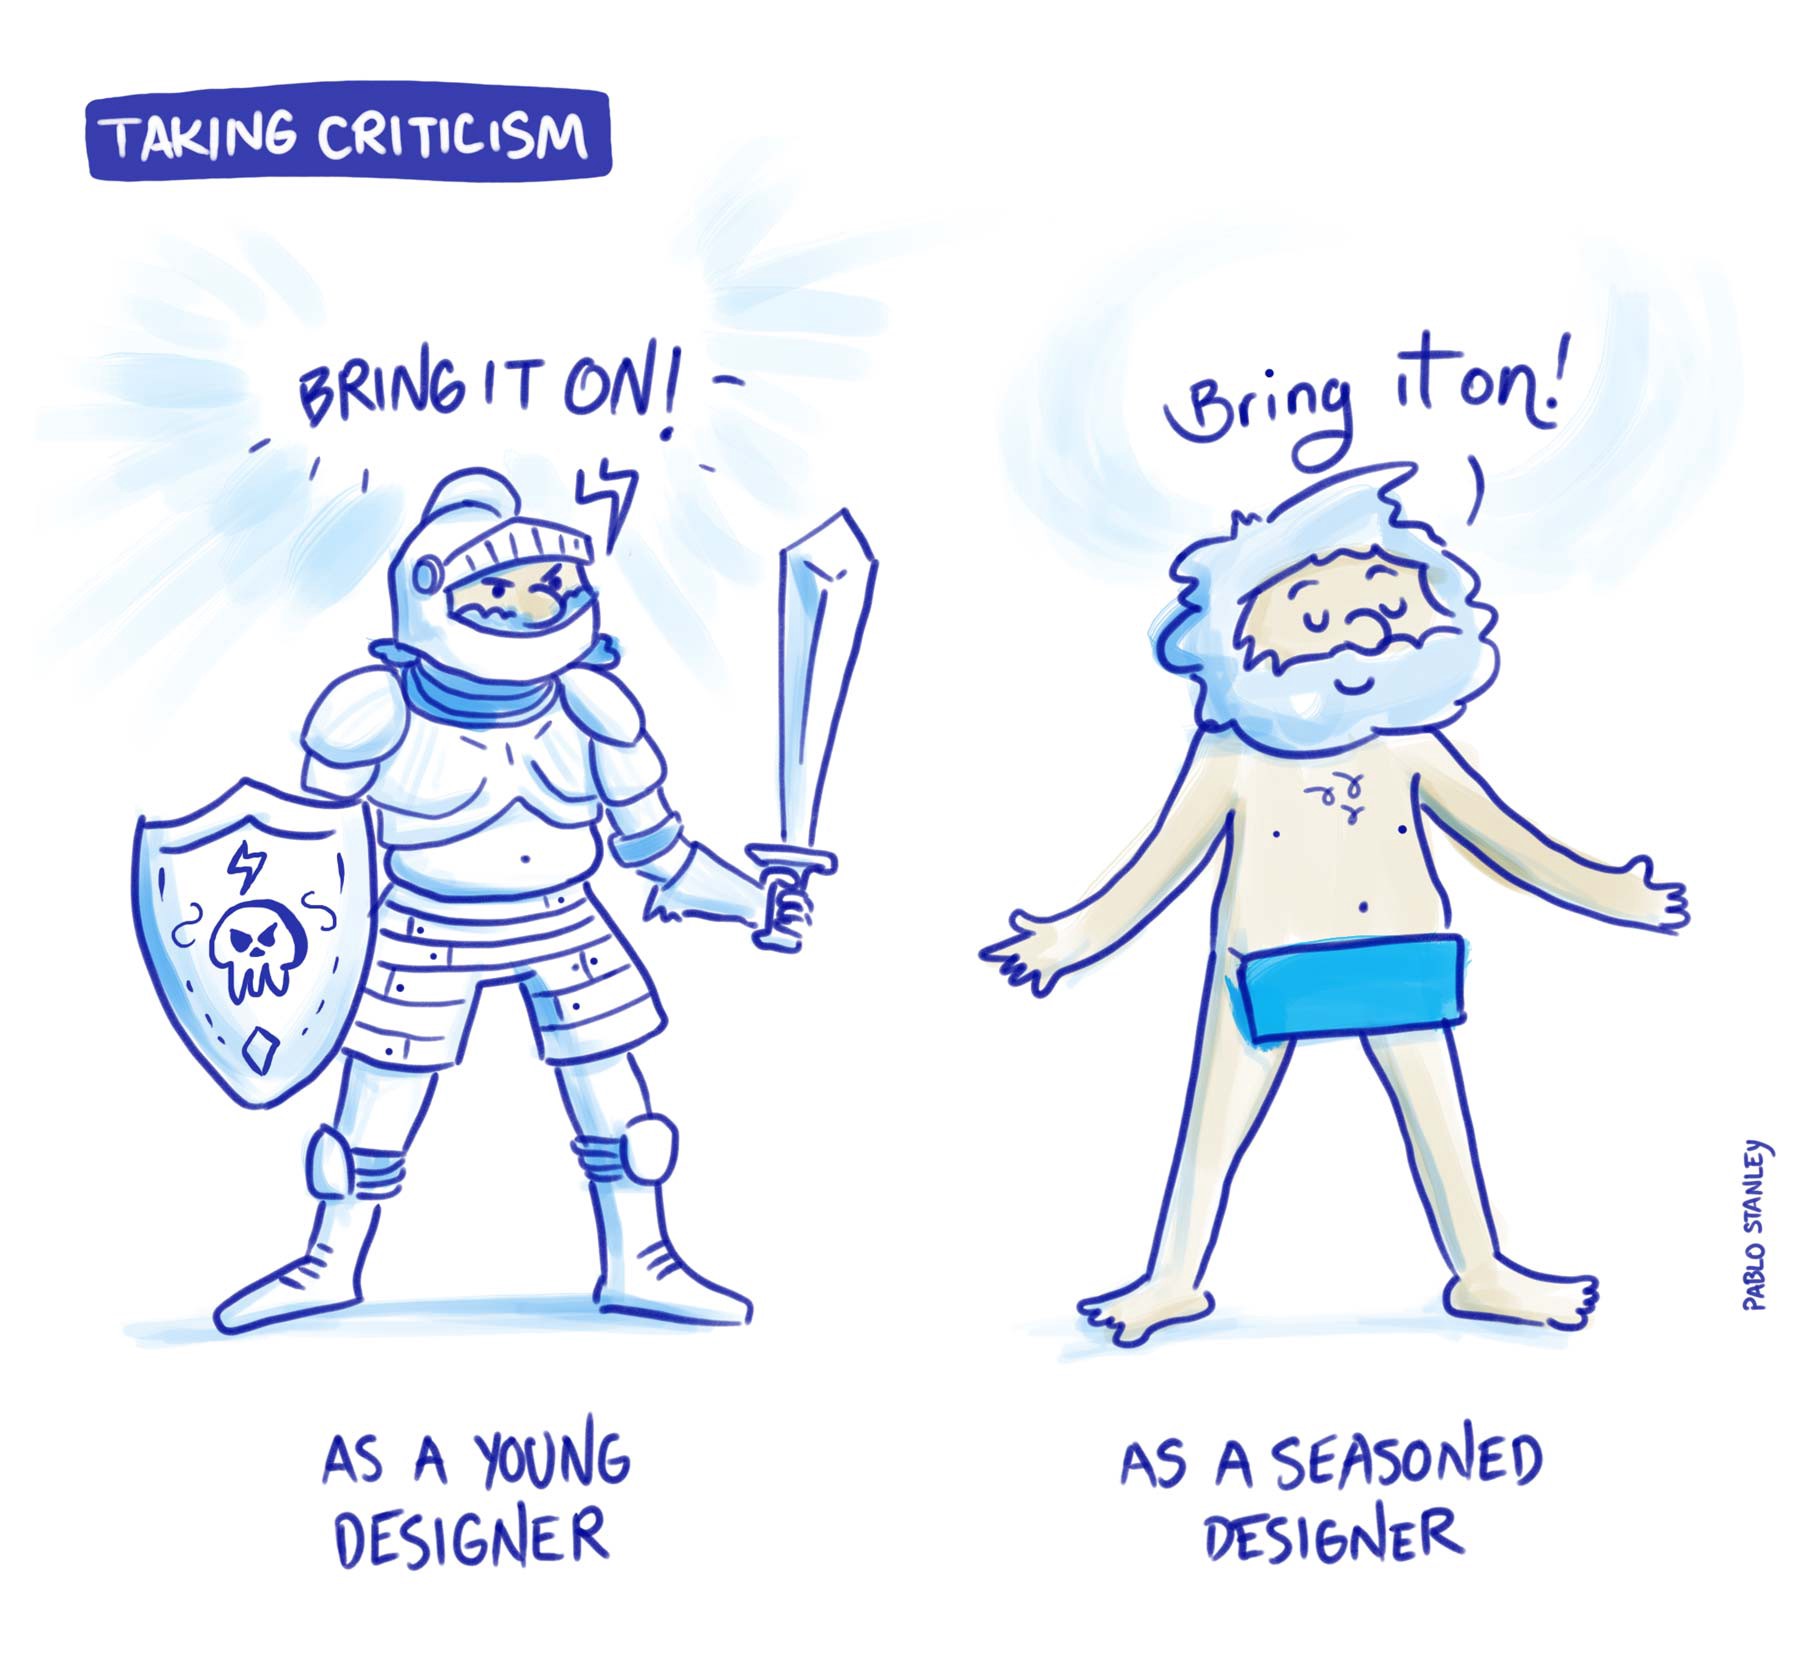 TAKING CRITICISM
BRING IT ON!
Bring it on!
AS A YOUNG
DESIGNER
AS A SEASONED
DESIGNER
PABLO STANLEY